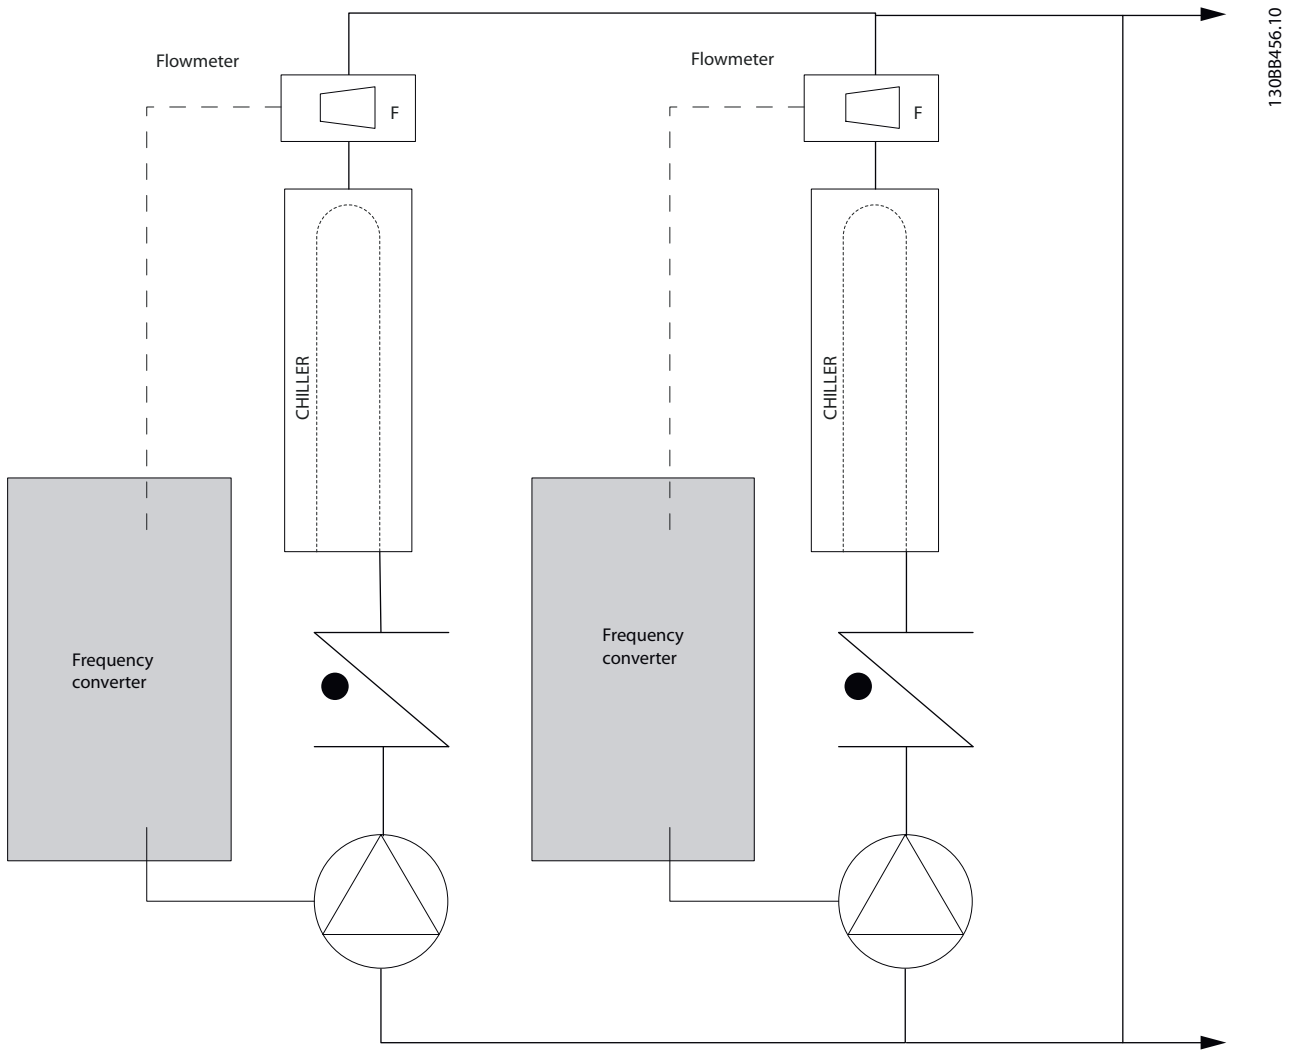 Flowmeter
Flowmeter
130BB456.10
F
F
CHILLER
CHILLER
Frequency
converter
Frequency
converter